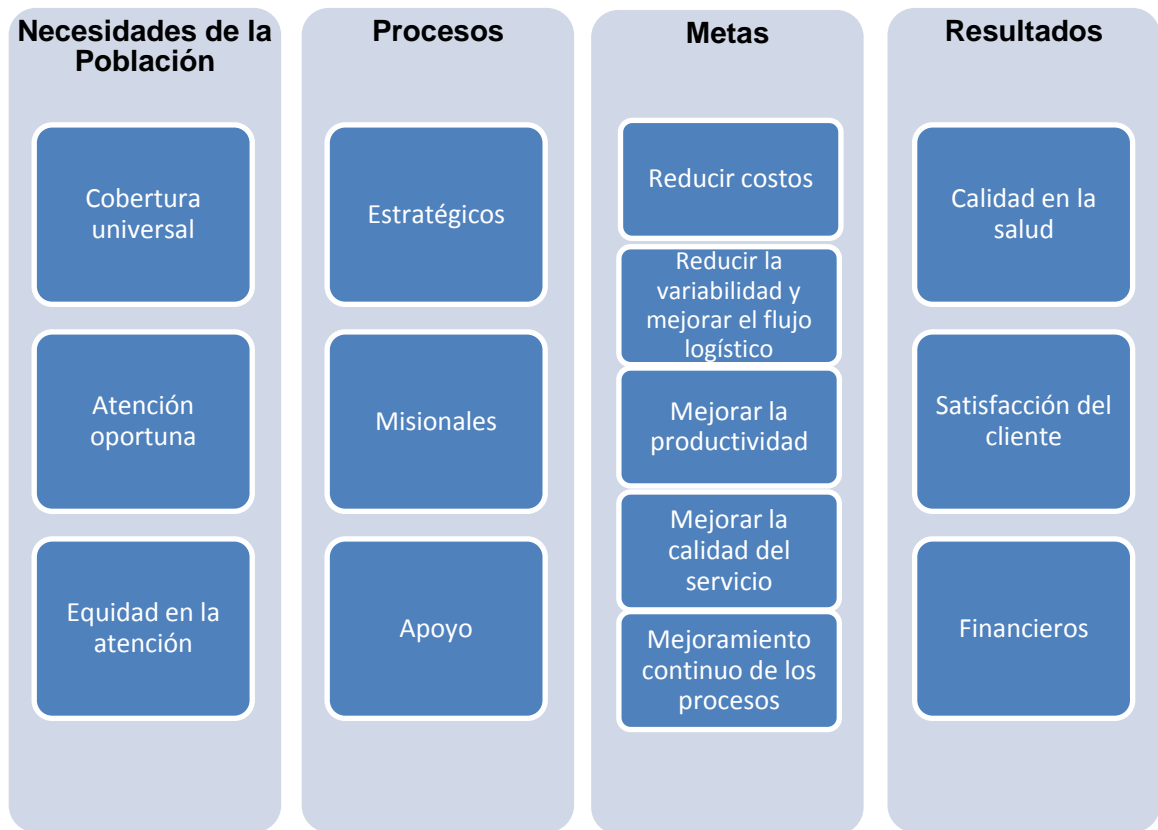 Necesidades de la
Población
Cobertura
universal
Atención
oportuna
Equidad en la
atención
Procesos
Estratégicos
Misionales
Apoyo
Metas
Reducir costos
Reducir la
variabilidad y
mejorar el flujo
logístico
Mejorar la
productividad
Mejorar la
calidad del
servicio
Mejoramiento
continuo de los
procesos
Resultados
Calidad en la
salud
Satisfacción del
cliente
Financieros